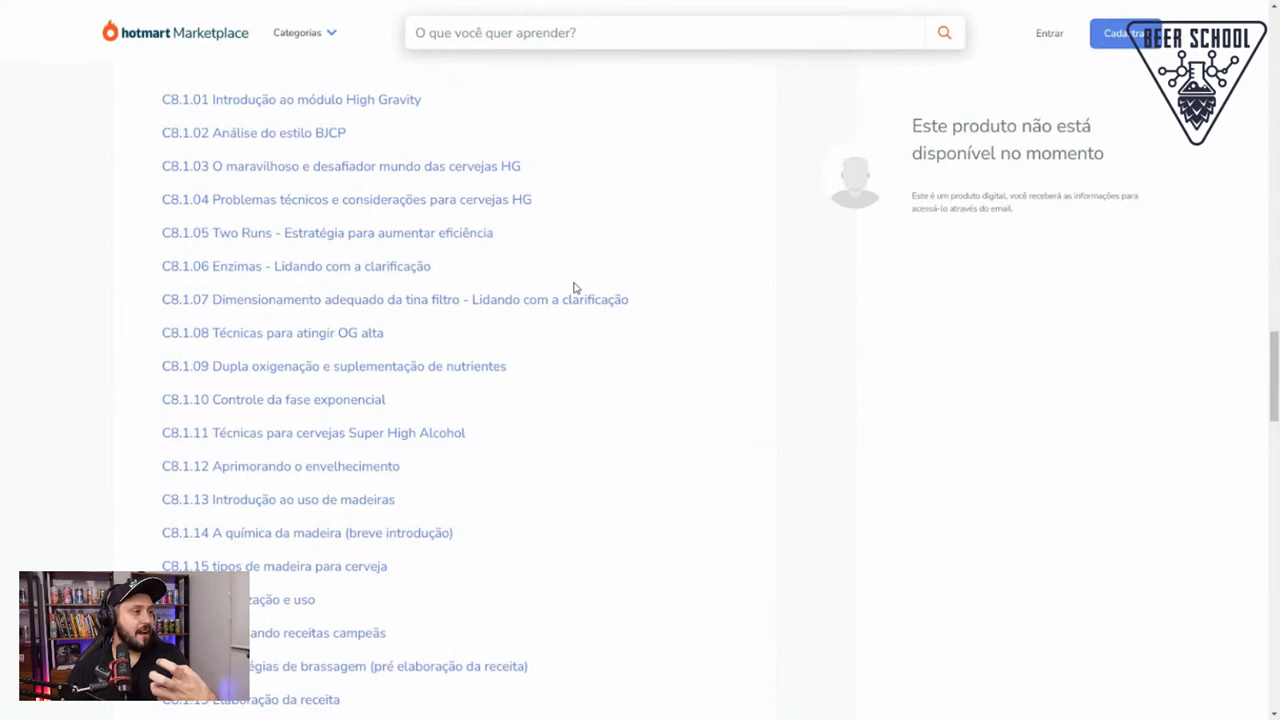 hotmart Marketplace
Categorias
O que você quer aprender?
Entrar
BEER SCHOOL
C8.1.01 Introdução ao módulo High Gravity
C8.1.02 Análise do estilo BJCP
C8.1.03 O maravilhoso e desafiador mundo das cervejas HG
C8.1.04 Problemas técnicos e considerações para cervejas HG
C8.1.05 Two Runs - Estratégia para aumentar eficiência
C8.1.06 Enzimas - Lidando com a clarificação
C8.1.07 Dimensionamento adequado da tina filtro - Lidando com a clarificação
C8.1.08 Técnicas para atingir OG alta
C8.1.09 Dupla oxigenação e suplementação de nutrientes
C8.1.10 Controle da fase exponencial
C8.1.11 Técnicas para cervejas Super High Alcohol
C8.1.12 Aprimorando o envelhecimento
C8.1.13 Introdução ao uso de madeiras
C8.1.14 A química da madeira (breve introdução)
C8.1.15 tipos de madeira para cerveja
e uso
receitas campeãs
de brassagem (pré elaboração da receita)
Elaboração da receita
Este produto não está
disponível no momento
Este é um produto digital, você receberá as informações para
acessá-lo através do email.